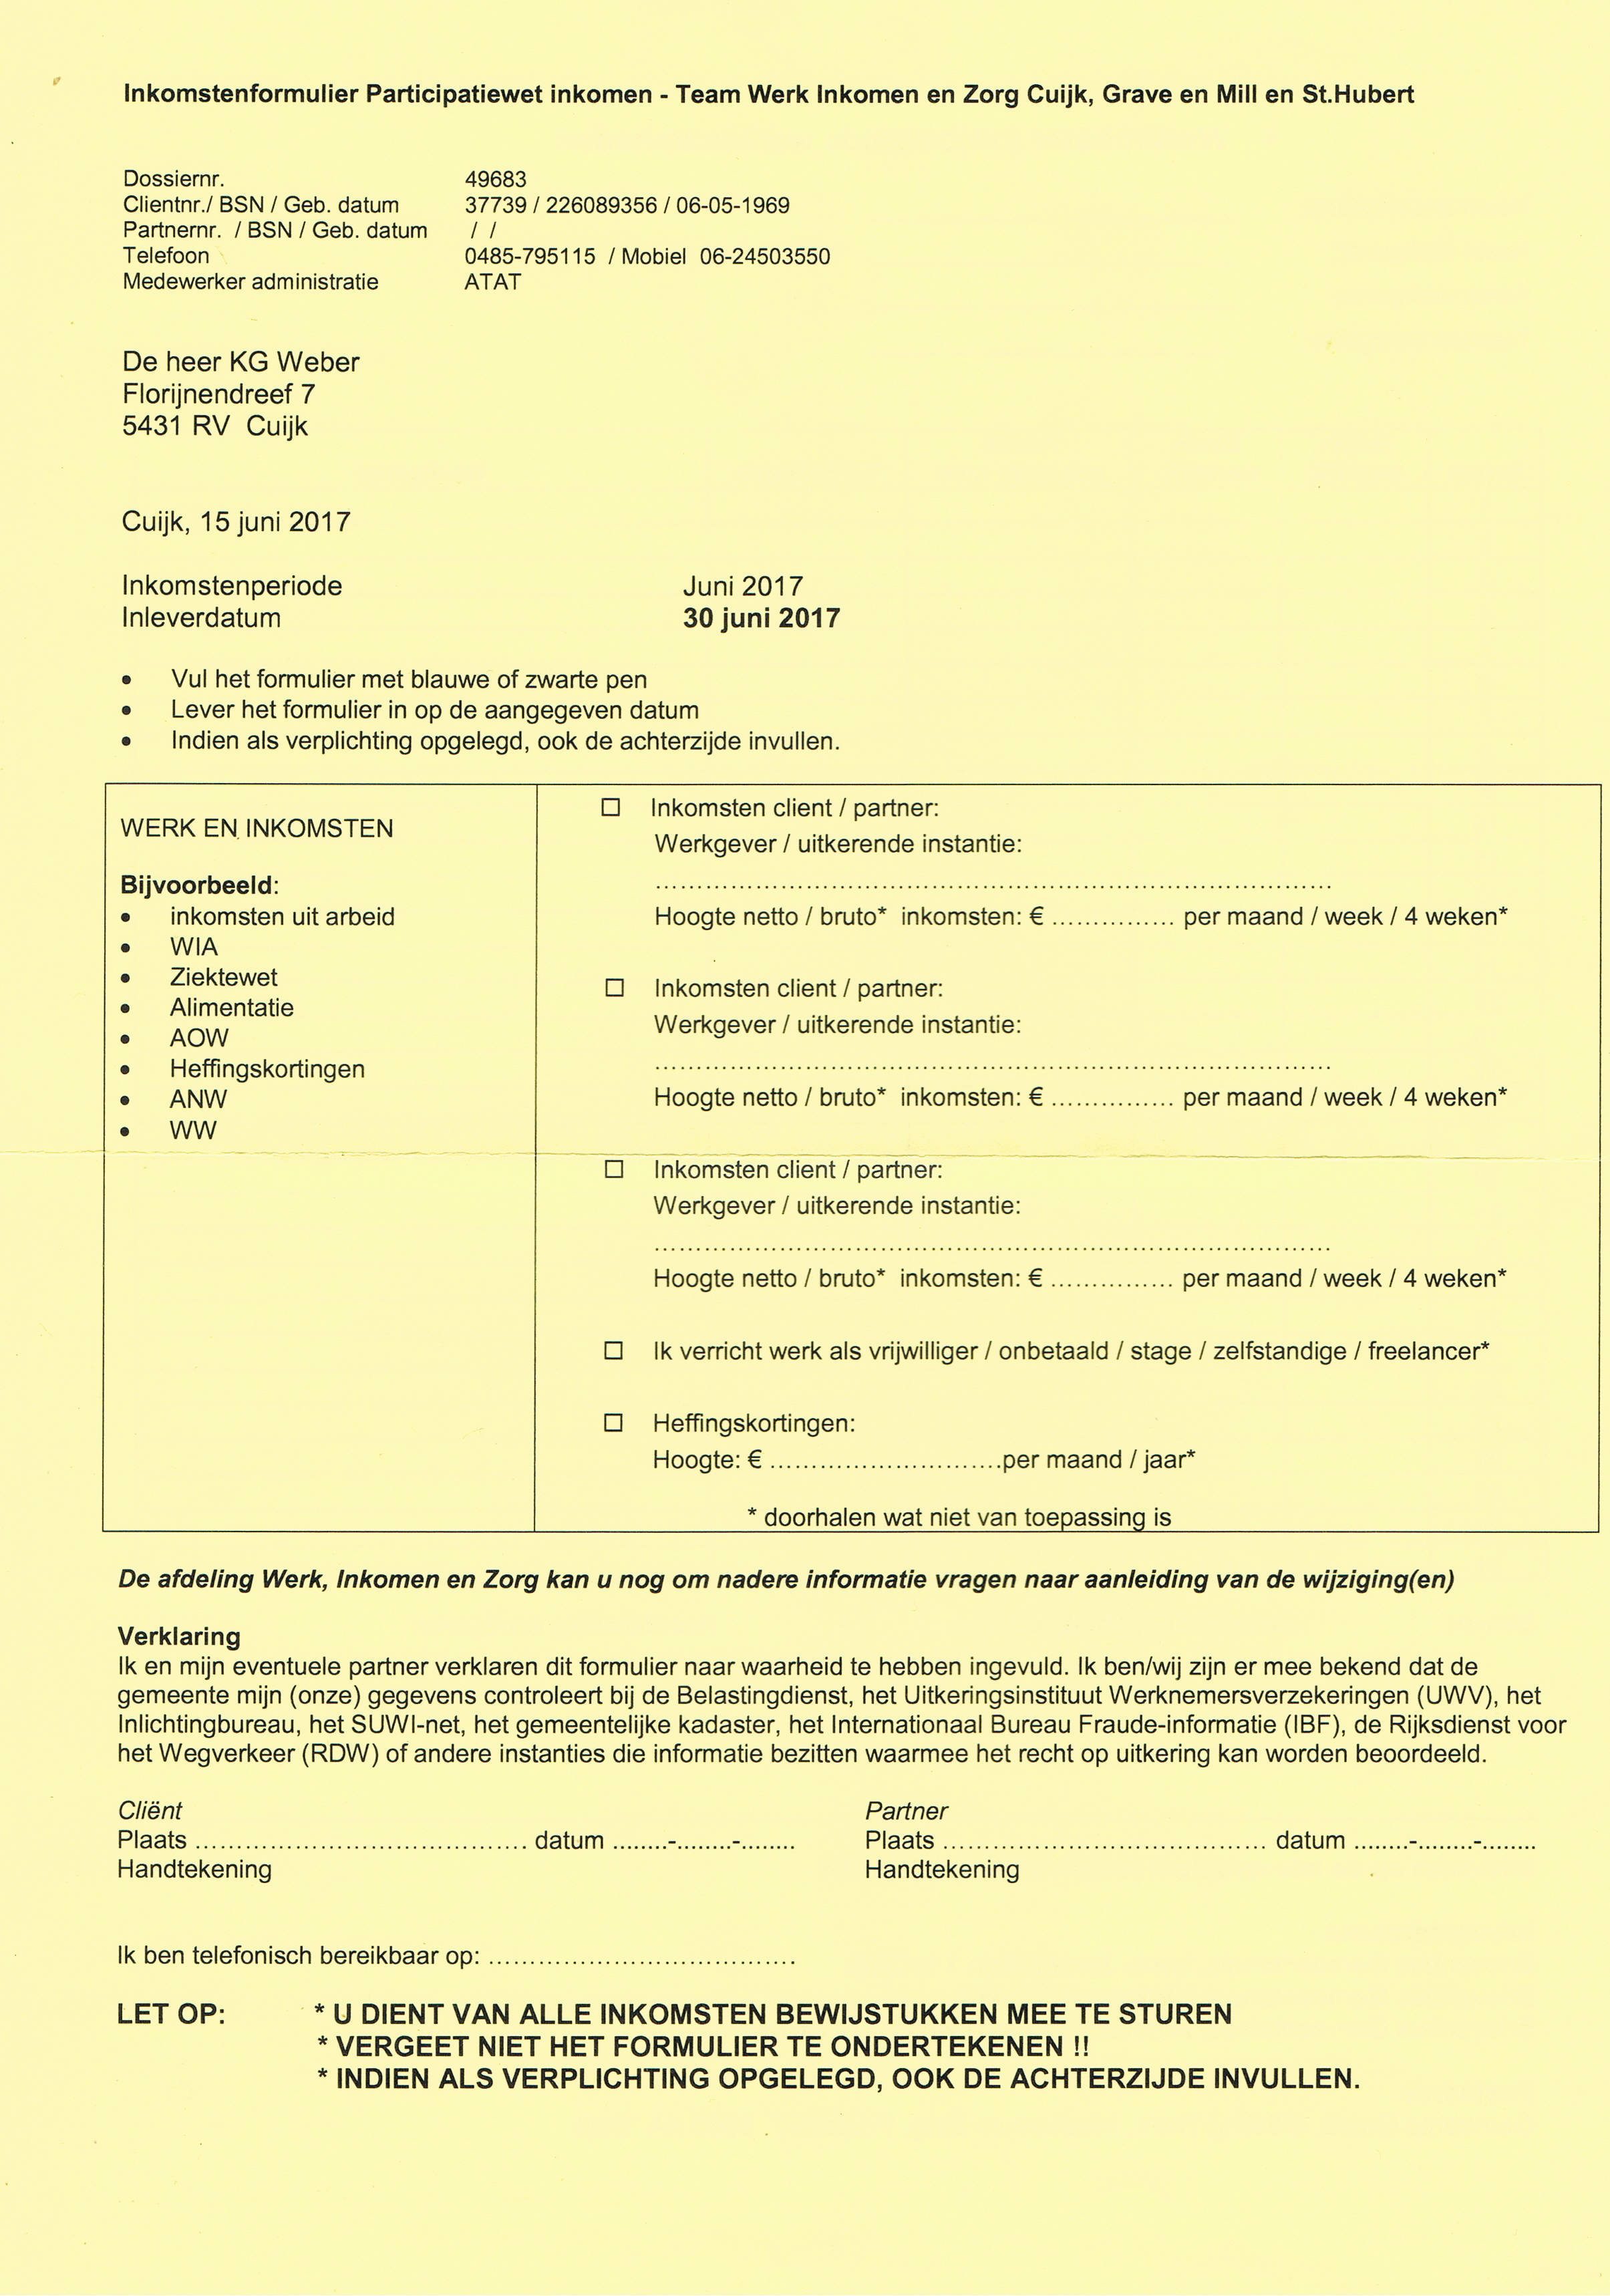 Inkomstenformulier Participatiewet inkomen - Team Werk Inkomen en Zorg Cuijk, Grave en Mill en St.Hubert
Dossiernr. 49683
Clientnr./ BSN / Geb. datum 37739 / 226089356 / 06-05-1969
Partnernr. / BSN / Geb. datum / /
Telefoon 0485-795115 / Mobiel 06-24503550
Medewerker administratie ATAT
De heer KG Weber
Florijnendreef 7
5431 RV Cuijk
Cuijk, 15 juni 2017
Inkomstenperiode Juni 2017
Inleverdatum 30 juni 2017
• Vul het formulier met blauwe of zwarte pen
• Lever het formulier in op de aangegeven datum
• Indien als verplichting opgelegd, ook de achterzijde invullen.
WERK EN INKOMSTEN
Bijvoorbeeld:
• inkomsten uit arbeid
• WIA
• Ziektewet
• Alimentatie
• AOW
• Heffingskortingen
• ANW
• WW
☐ Inkomsten client / partner:
Werkgever / uitkerende instantie:
................................................................................
Hoogte netto / bruto* inkomsten: € ............... per maand / week / 4 weken*
☐ Inkomsten client / partner:
Werkgever / uitkerende instantie:
................................................................................
Hoogte netto / bruto* inkomsten: € ............... per maand / week / 4 weken*
☐ Inkomsten client / partner:
Werkgever / uitkerende instantie:
................................................................................
Hoogte netto / bruto* inkomsten: € ............... per maand / week / 4 weken*
☐ Ik verricht werk als vrijwilliger / onbetaald / stage / zelfstandige / freelancer*
☐ Heffingskortingen:
Hoogte: € ............................per maand / jaar*
* doorhalen wat niet van toepassing is
De afdeling Werk, Inkomen en Zorg kan u nog om nadere informatie vragen naar aanleiding van de wijziging(en)
Verklaring
Ik en mijn eventuele partner verklaren dit formulier naar waarheid te hebben ingevuld. Ik ben/wij zijn er mee bekend dat de
gemeente mijn (onze) gegevens controleert bij de Belastingdienst, het Uitkeringsinstituut Werknemersverzekeringen (UWV), het
Inlichtingbureau, het SUWI-net, het gemeentelijke kadaster, het Internationaal Bureau Fraude-informatie (IBF), de Rijksdienst voor
het Wegverkeer (RDW) of andere instanties die informatie bezitten waarmee het recht op uitkering kan worden beoordeeld.
Cliënt Partner
Plaats ........................................ datum ........-........-........ Plaats ....................................... datum ........-........-........
Handtekening Handtekening
Ik ben telefonisch bereikbaar op: .....................................
LET OP: * U DIENT VAN ALLE INKOMSTEN BEWIJSTUKKEN MEE TE STUREN
* VERGEET NIET HET FORMULIER TE ONDERTEKENEN !!
* INDIEN ALS VERPLICHTING OPGELEGD, OOK DE ACHTERZIJDE INVULLEN.